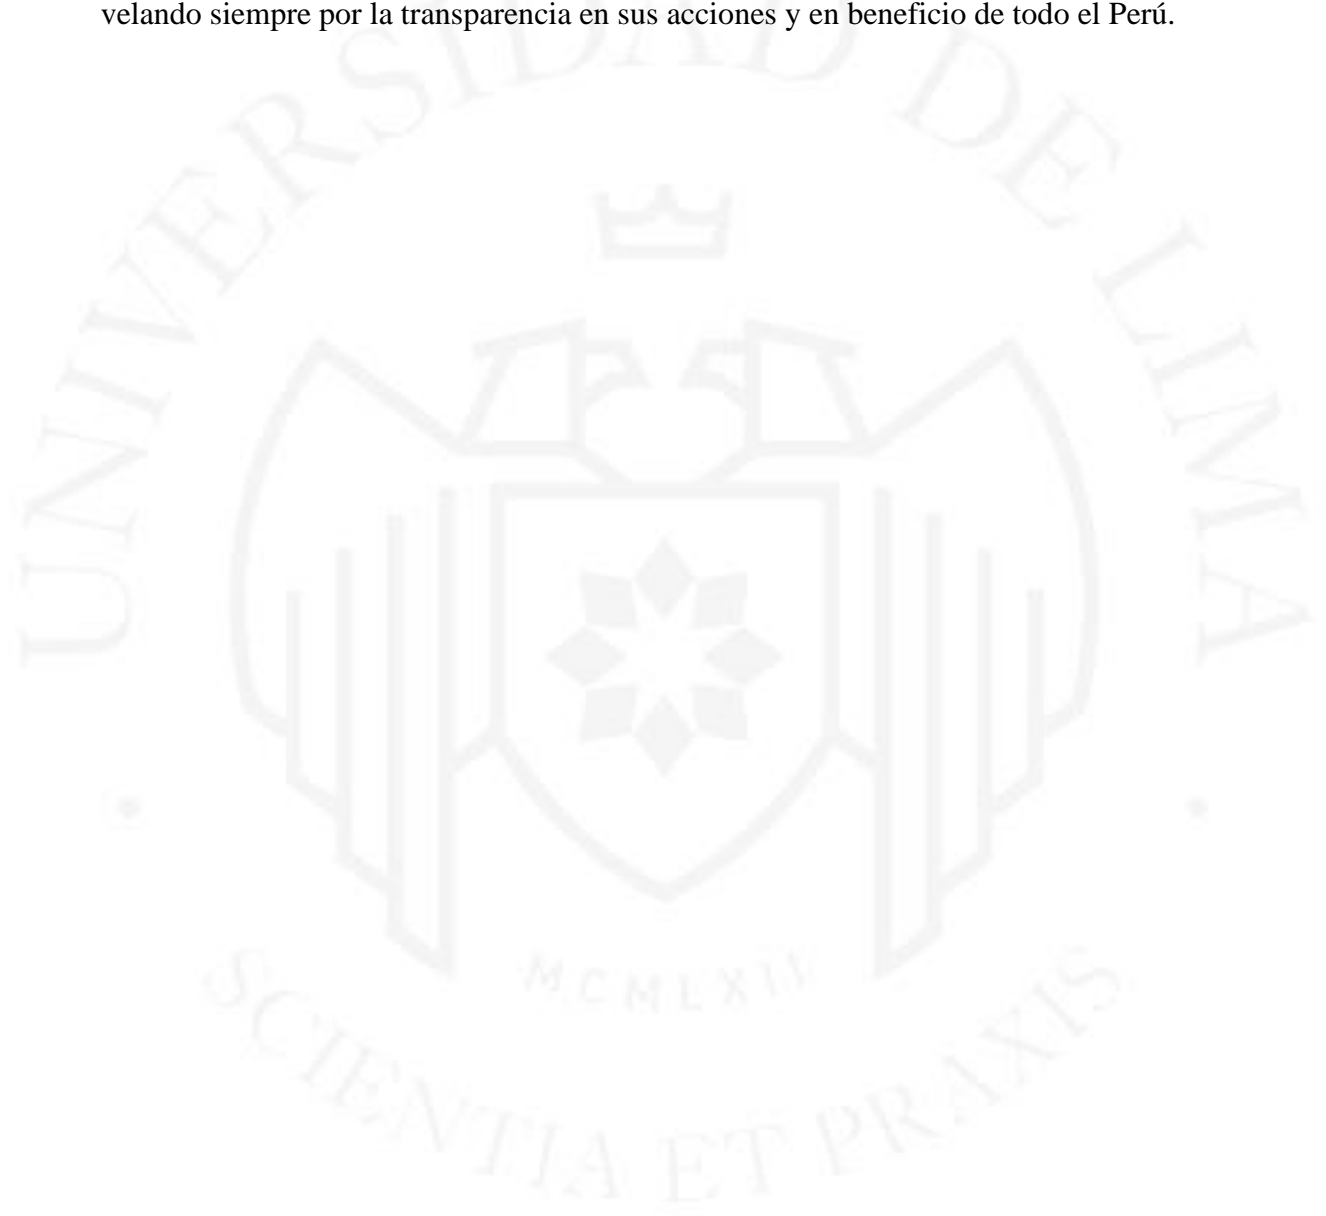 velando siempre por la transparencia en sus acciones y en beneficio de todo el Perú.
UNIVERSIDAD DE LIMA
MCMLXII
SCIENTIA ET PRAXIS